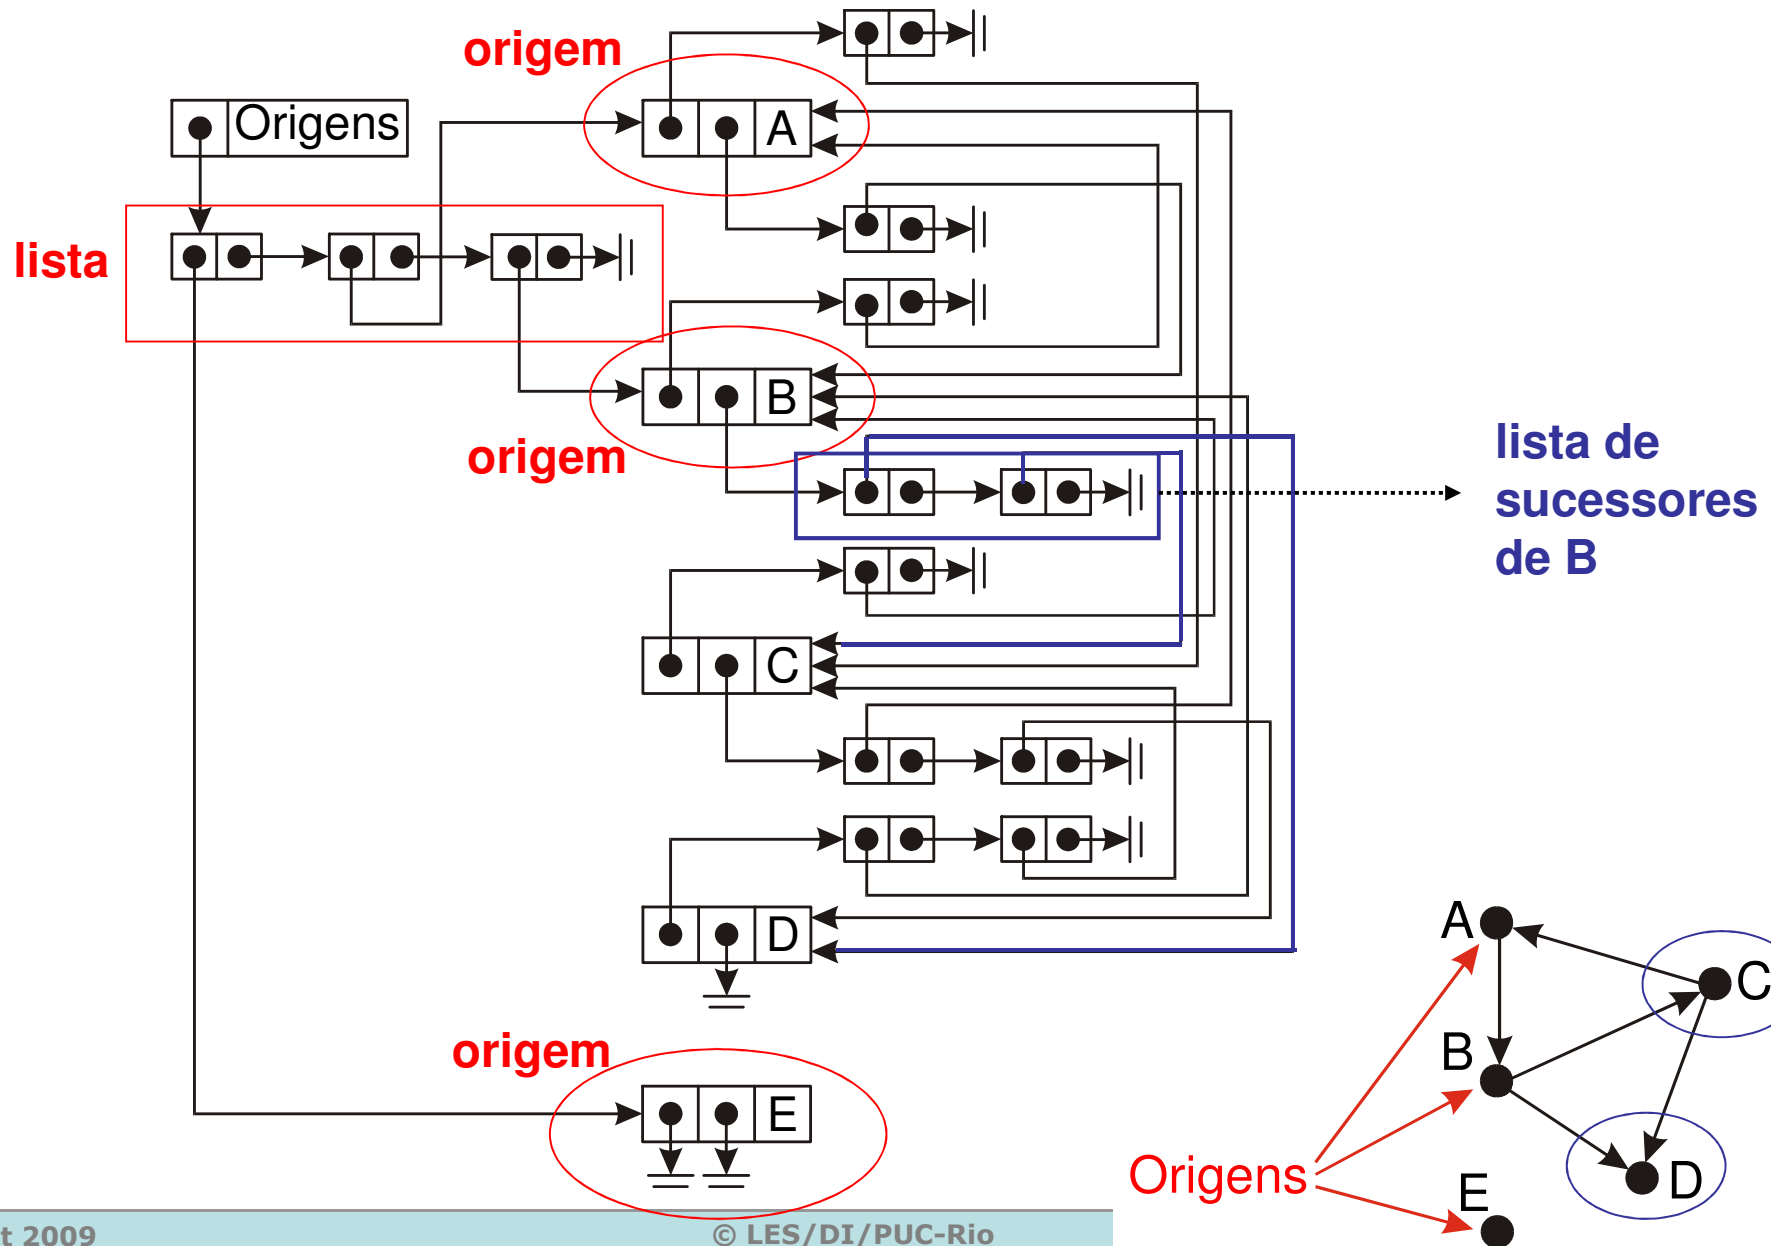 origem
Origens
A
lista
B
origem
lista de
sucessores
de B
C
D
A
C
B
origem
E
Origens
D
E
t 2009
© LES/DI/PUC-Rio